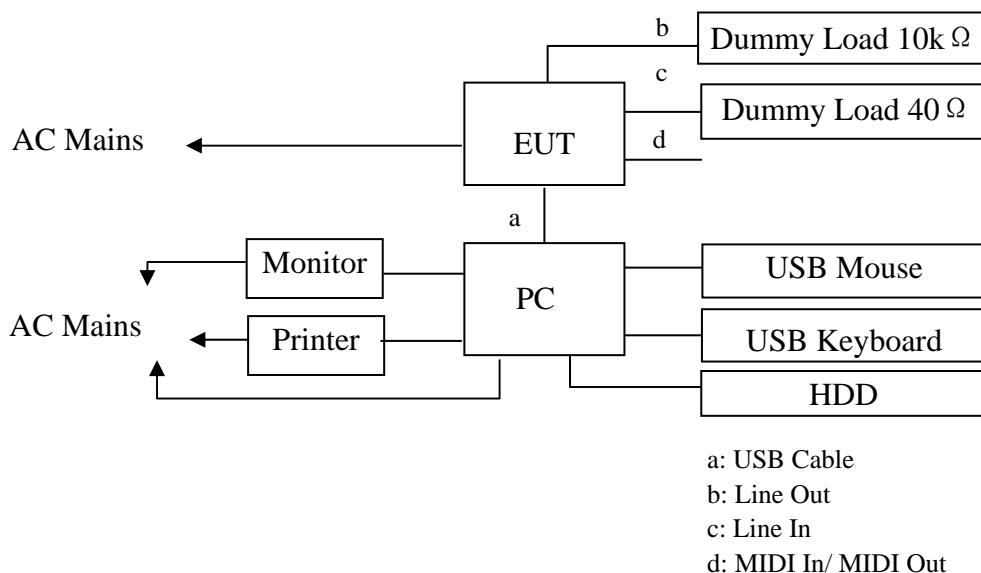 b
Dummy Load 10k Ω
c
Dummy Load 40 Ω
AC Mains
EUT
d
a
Monitor
PC
USB Mouse
AC Mains
Printer
USB Keyboard
HDD
a: USB Cable
b: Line Out
c: Line In
d: MIDI In/ MIDI Out